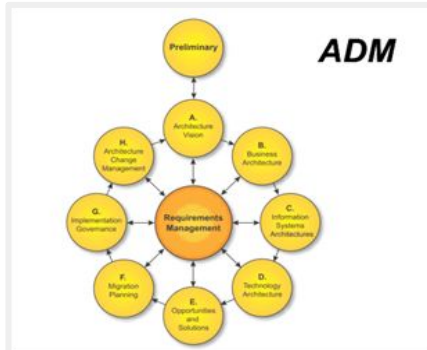 Preliminary
ADM
A.
Architecture
Vision
H.
Architecture
Change
Management
B.
Business
Architecture
G.
Implementation
Governance
Requirements
Management
C.
Information
Systems
Architectures
F.
Migration
Planning
D.
Technology
Architecture
E.
Opportunities
and
Solutions